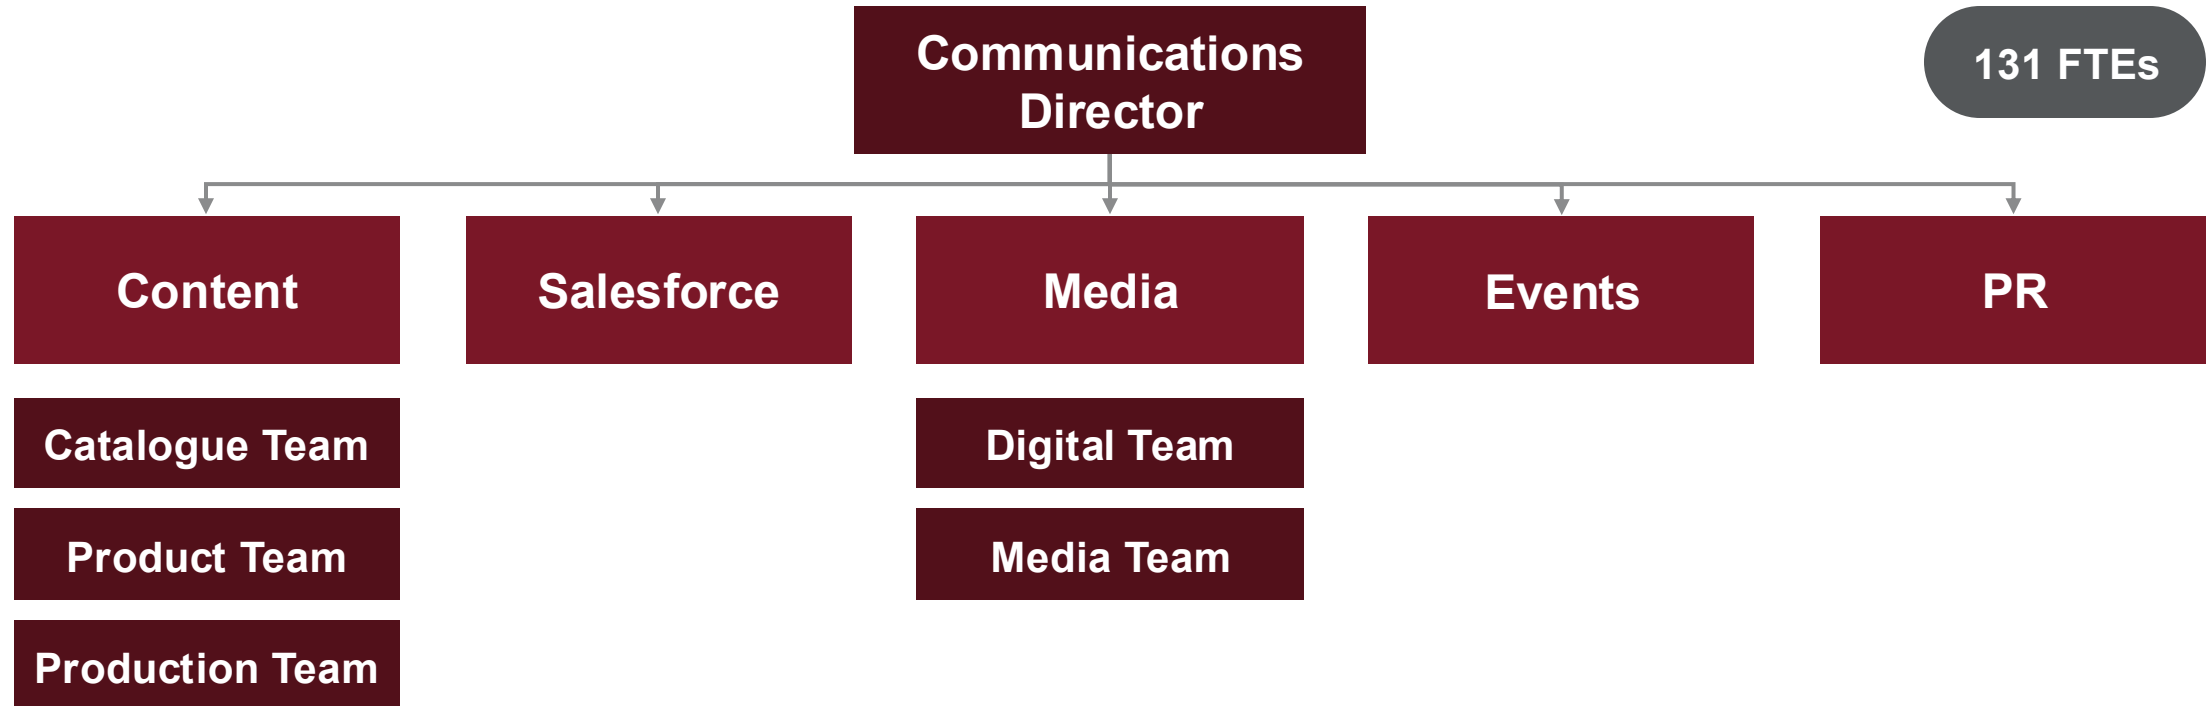 Communications
Director
131 FTEs
Content
Salesforce
Media
Events
PR
Catalogue Team
Digital Team
Product Team
Media Team
Production Team